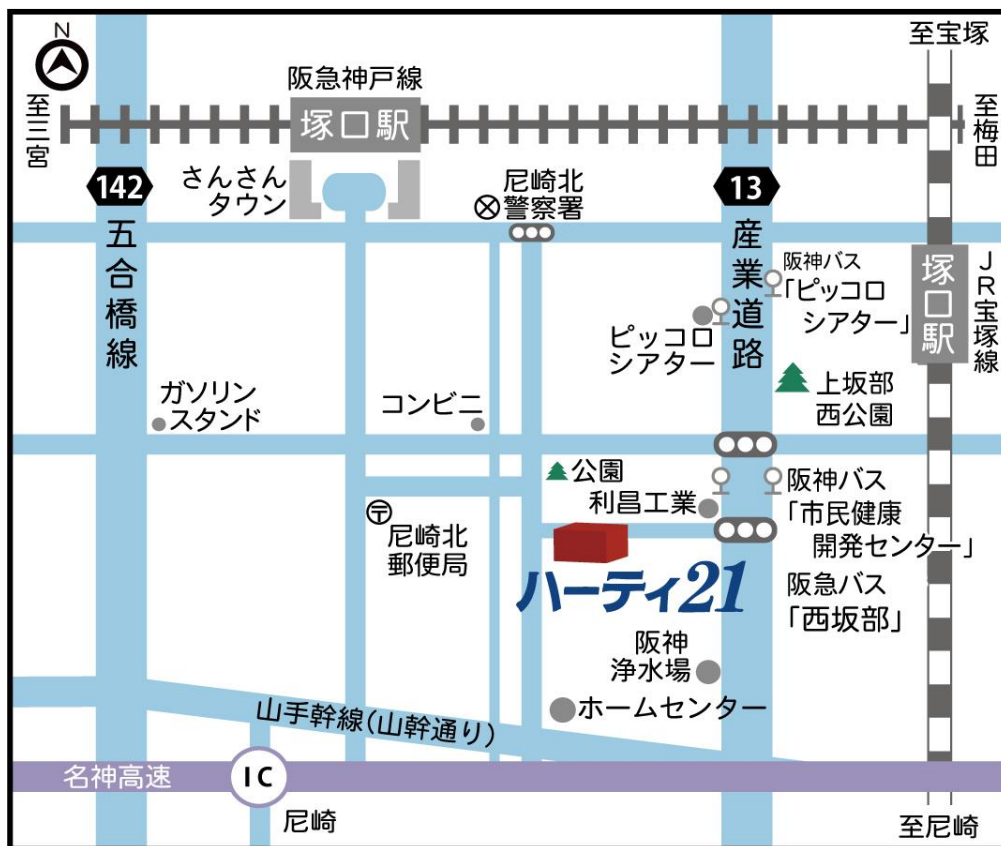 N
至宝塚
阪急神戸線
至三宮
塚口駅
至梅田
142
さんさん
タウン
尼崎北
警察署
13
五合橋線
産業道路
阪神バス
「ピッコロ
シアター」
塚口駅
JR宝塚線
ピッコロ
シアター
ガソリン
スタンド
コンビニ
上坂部
西公園
公園
利昌工業
阪神バス
「市民健康
開発センター」
〒
尼崎北
郵便局
ハーティ21
阪急バス
「西坂部」
阪神
浄水場
ホームセンター
山手幹線(山幹通り)
名神高速
IC
尼崎
至尼崎